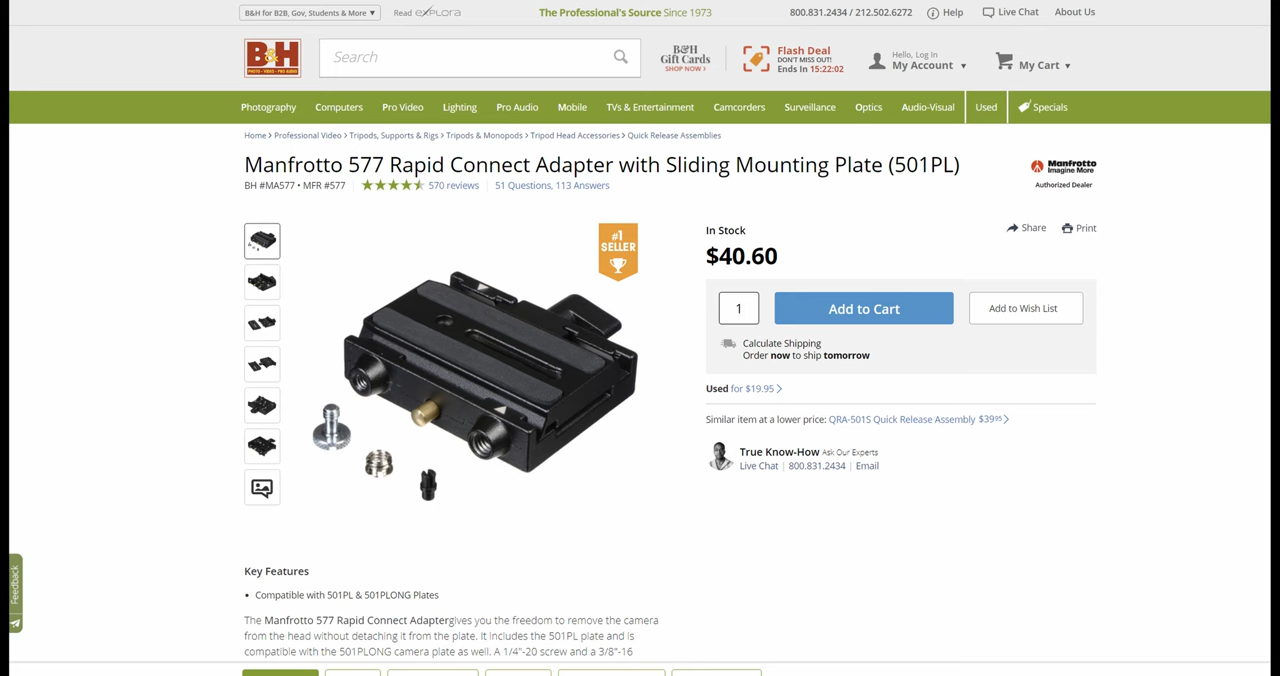 B&H for B2B, Gov, Students & More ▼ Read eXPLORA The Professional's Source Since 1973 800.831.2434 / 212.502.6272 Help Live Chat About Us
B&H
PHOTO · VIDEO · PRO AUDIO
Search
B&H
Gift Cards
SHOP NOW >
Flash Deal
DON'T MISS OUT!
Ends In 15:22:02
Hello, Log In
My Account ▼
My Cart ▼
Photography Computers Pro Video Lighting Pro Audio Mobile TVs & Entertainment Camcorders Surveillance Optics Audio-Visual Used Specials
Home > Professional Video > Tripods, Supports & Rigs > Tripods & Monopods > Tripod Head Accessories > Quick Release Assemblies
Manfrotto 577 Rapid Connect Adapter with Sliding Mounting Plate (501PL)
Manfrotto
Imagine More
Authorized Dealer
BH #MA577 • MFR #577 570 reviews 51 Questions, 113 Answers
#1
SELLER
In Stock
Share Print
$40.60
1 Add to Cart Add to Wish List
Calculate Shipping
Order now to ship tomorrow
Used for $19.95 >
Similar item at a lower price: QRA-501S Quick Release Assembly $39.95 >
True Know-How Ask Our Experts
Live Chat | 800.831.2434 | Email
Feedback
Key Features
• Compatible with 501PL & 501PLONG Plates
The Manfrotto 577 Rapid Connect Adaptergives you the freedom to remove the camera
from the head without detaching it from the plate. It includes the 501PL plate and is
compatible with the 501PLONG camera plate as well. A 1/4"-20 screw and a 3/8"-16